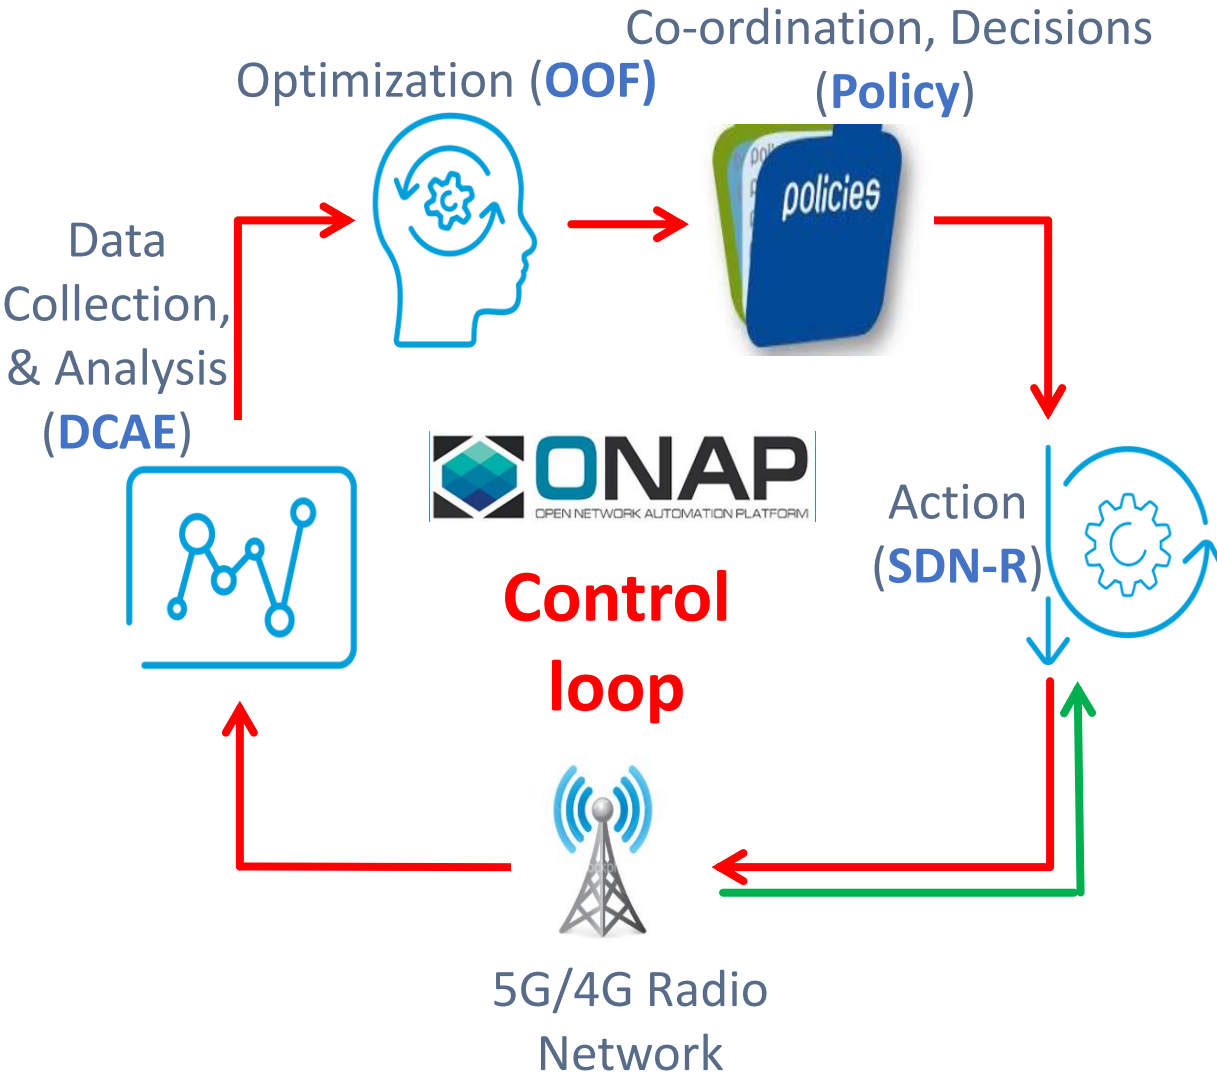 Co-ordination, Decisions
(Policy)
Optimization (OOF)
policies
Data
Collection,
& Analysis
(DCAE)
ONAP
OPEN NETWORK AUTOMATION PLATFORM
Action
(SDN-R)
Control
loop
5G/4G Radio
Network